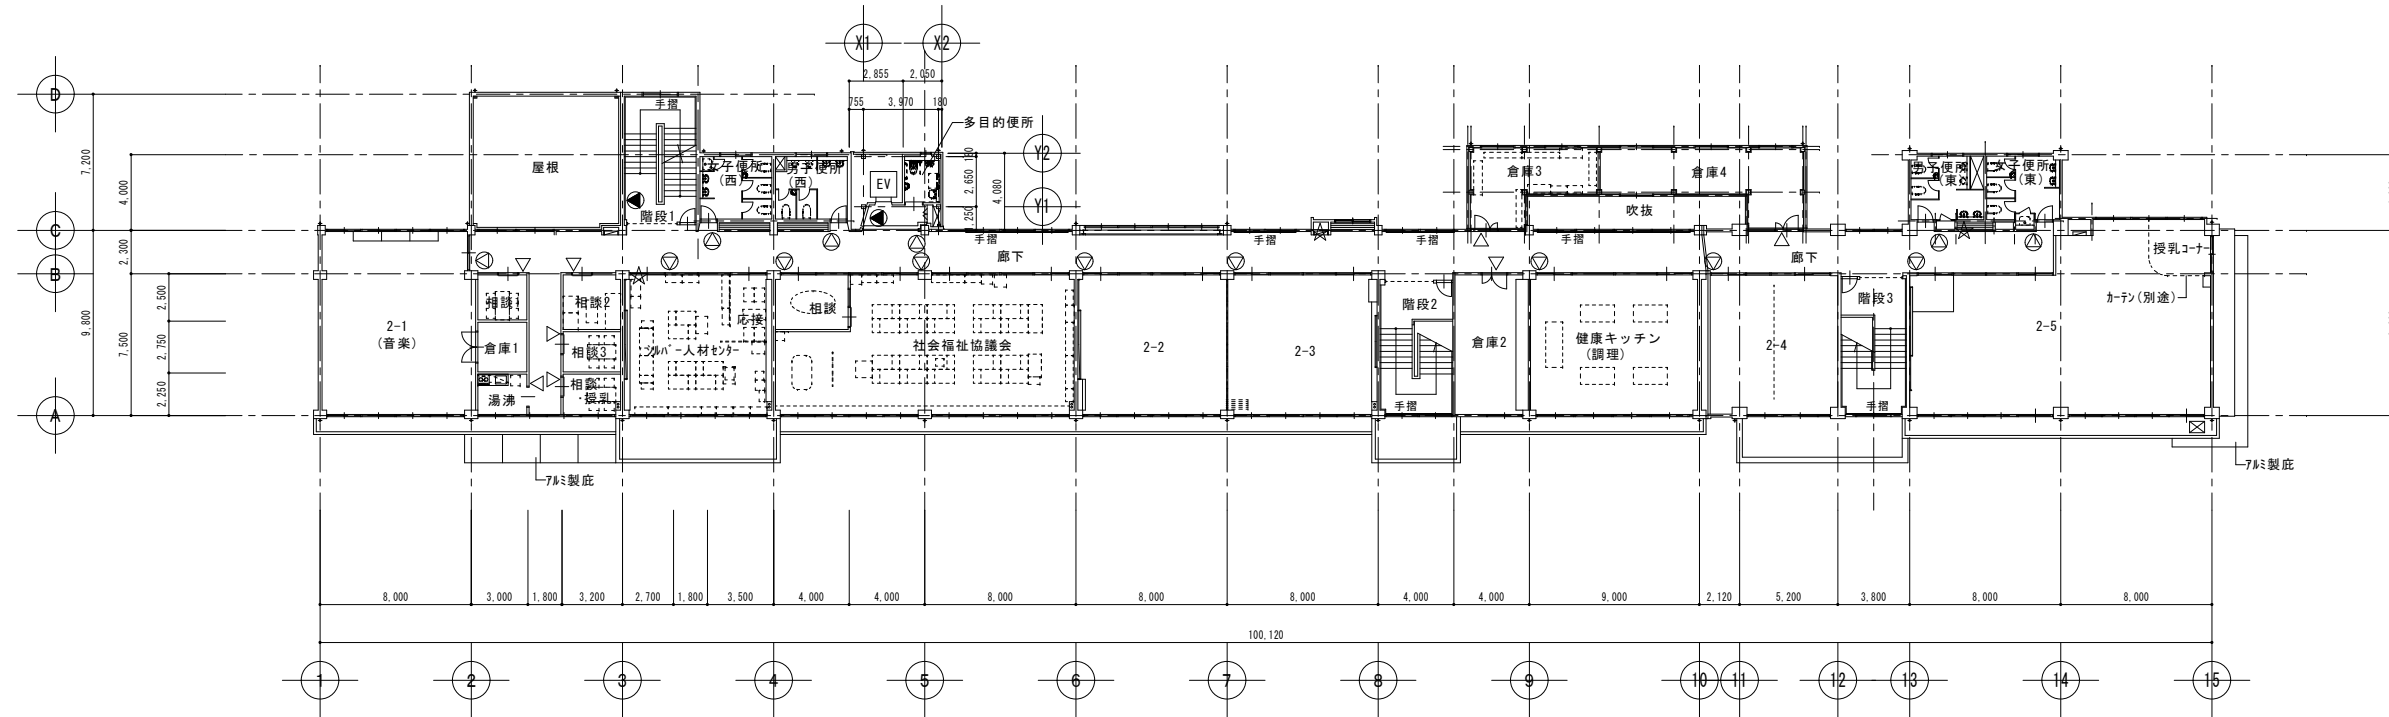 X1
X2
2,855
2,050
755
3,970
180
多目的便所
D
C
B
A
7,200
4,000
2,300
9,800
7,500
2,500
2,750
2,250
Y2
Y1
180
2,650
4,080
手摺
屋根
女子便所
(西)
男子便所
(西)
EV
階段1
倉庫3
倉庫4
吹抜
男子便所
(東)
女子便所
(東)
手摺
手摺
手摺
手摺
廊下
廊下
授乳コーナー
カーテン(別途)
2-1
(音楽)
相談1
相談2
倉庫1
相談3
湯沸
相談
・授乳
応接
シルバー人材センター
相談
社会福祉協議会
2-2
2-3
階段2
手摺
倉庫2
健康キッチン
(調理)
2-4
階段3
手摺
2-5
アルミ製庇
アルミ製庇
8,000
3,000
1,800
3,200
2,700
1,800
3,500
4,000
4,000
8,000
8,000
8,000
4,000
4,000
9,000
2,120
5,200
3,800
8,000
8,000
100,120
1
2
3
4
5
6
7
8
9
10
11
12
13
14
15